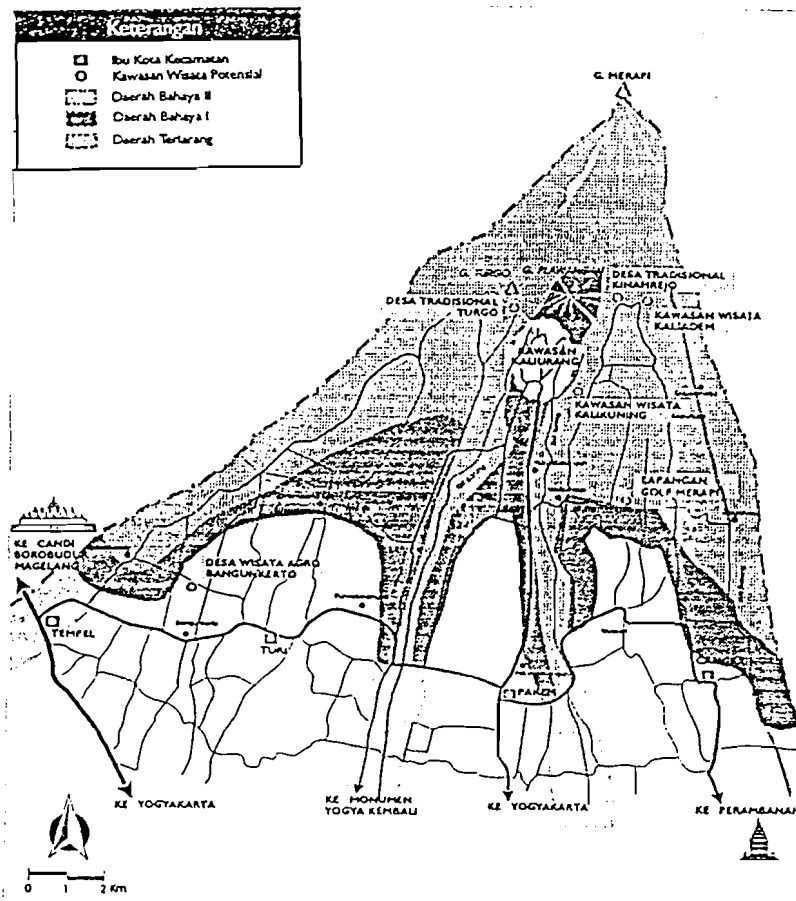 Keterangan
Ibu Kota Kecamatan
Kawasan Wisata Potensial
Daerah Bahaya II
Daerah Bahaya I
Daerah Terlarang
G. MERAPI
G. TURGO
DESA TRADISIONAL
TURGO
DESA TRADISIONAL
KINAHREJO
KAWASAN WISATA
KALIADEM
KAWASAN
KALIURANG
KAWASAN WISATA
KALIKUNING
LAPANGAN
GOLF MERAPI
KE CANDI
BOROBUDU
MAGELANG
DESA WISATA AGRO
BANGUNKERTO
TEMPEL
TURI
PAKEM
KE YOGYAKARTA
KE MONUMEN
YOGYA KEMBALI
KE YOGYAKARTA
KE PERAMBANAN
0 1 2 Km